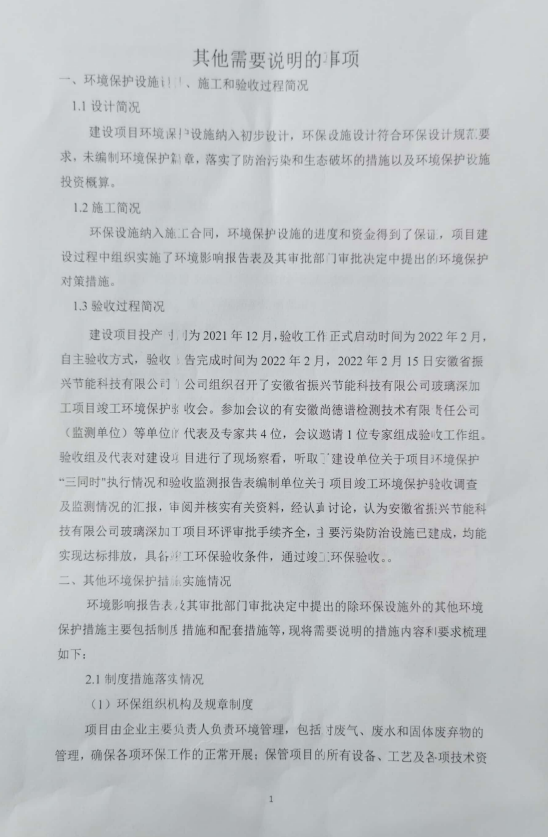 其他需要说明的事项
一、环境保护设施设计、施工和验收过程简况
1.1 设计简况
建设项目环境保护设施纳入初步设计，环保设施设计符合环保设计规范要
求，未编制环境保护篇章，落实了防治污染和生态破坏的措施以及环境保护设施
投资概算。
1.2 施工简况
环保设施纳入施工合同，环境保护设施的进度和资金得到了保证，项目建
设过程中组织实施了环境影响报告表及其审批部门审批决定中提出的环境保护
对策措施。
1.3 验收过程简况
建设项目投产时间为 2021 年 12 月，验收工作正式启动时间为 2022 年 2 月，
自主验收方式，验收报告完成时间为 2022 年 2 月，2022 年 2 月 15 日安徽省振
兴节能科技有限公司 公司组织召开了安徽省振兴节能科技有限公司玻璃深加
工项目竣工环境保护验收会。参加会议的有安徽尚德谱检测技术有限责任公司
（监测单位）等单位的代表及专家共 4 位，会议邀请 1 位专家组成验收工作组。
验收组及代表对建设项目进行了现场察看，听取了建设单位关于项目环境保护
“三同时”执行情况和验收监测报告表编制单位关于项目竣工环境保护验收调查
及监测情况的汇报，审阅并核实有关资料，经认真讨论，认为安徽省振兴节能科
技有限公司玻璃深加工项目环评审批手续齐全，主要污染防治设施已建成，均能
实现达标排放，具备竣工环保验收条件，通过竣工环保验收。。
二、其他环境保护措施实施情况
环境影响报告表及其审批部门审批决定中提出的除环保设施外的其他环境
保护措施主要包括制度措施和配套措施等，现将需要说明的措施内容和要求梳理
如下：
2.1 制度措施落实情况
（1）环保组织机构及规章制度
项目由企业主要负责人负责环境管理，包括对废气、废水和固体废弃物的
管理，确保各项环保工作的正常开展；保管项目的所有设备、工艺及各项技术资
1